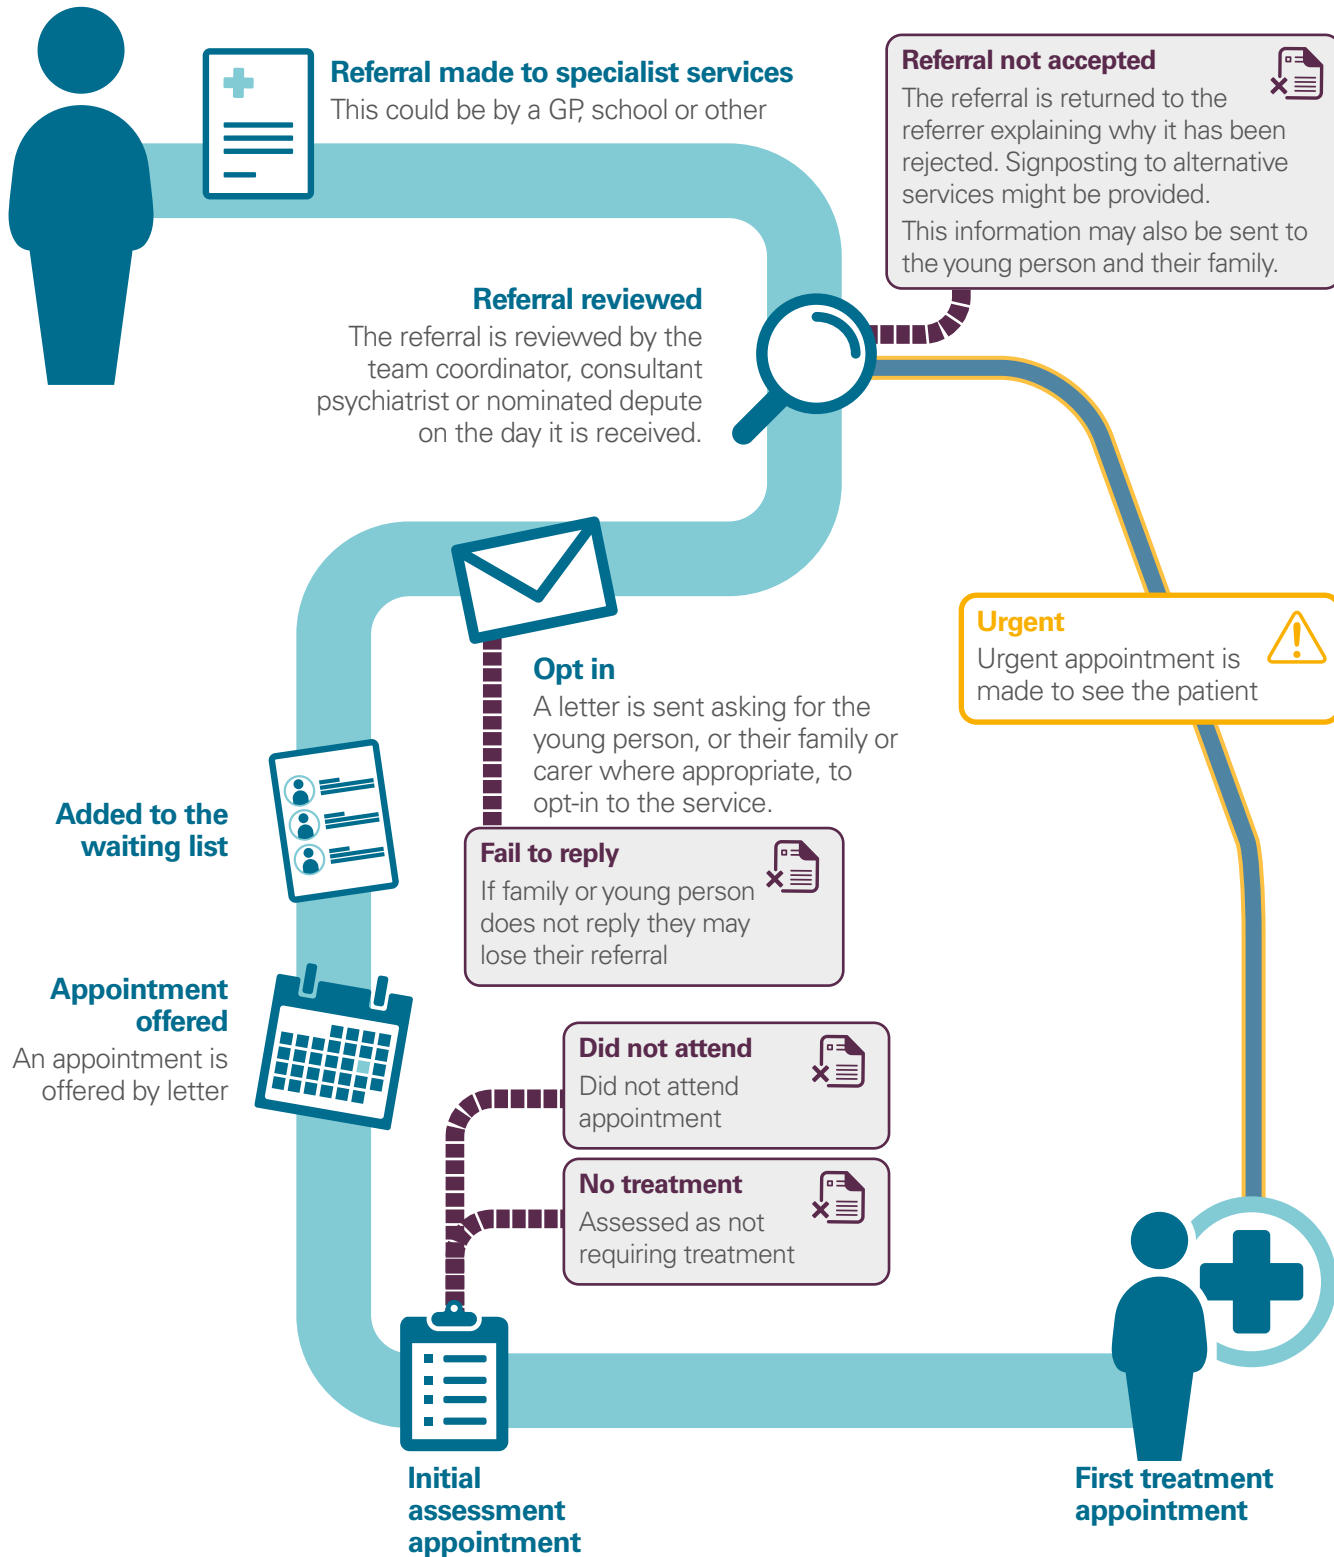 Referral made to specialist services
This could be by a GP, school or other
Referral not accepted
The referral is returned to the
referrer explaining why it has been
rejected. Signposting to alternative
services might be provided.
This information may also be sent to
the young person and their family.
Referral reviewed
The referral is reviewed by the
team coordinator, consultant
psychiatrist or nominated depute
on the day it is received.
Urgent
Urgent appointment is
made to see the patient
Opt in
A letter is sent asking for the
young person, or their family or
carer where appropriate, to
opt-in to the service.
Added to the
waiting list
Fail to reply
If family or young person
does not reply they may
lose their referral
Appointment
offered
An appointment is
offered by letter
Did not attend
Did not attend
appointment
No treatment
Assessed as not
requiring treatment
Initial
assessment
appointment
First treatment
appointment